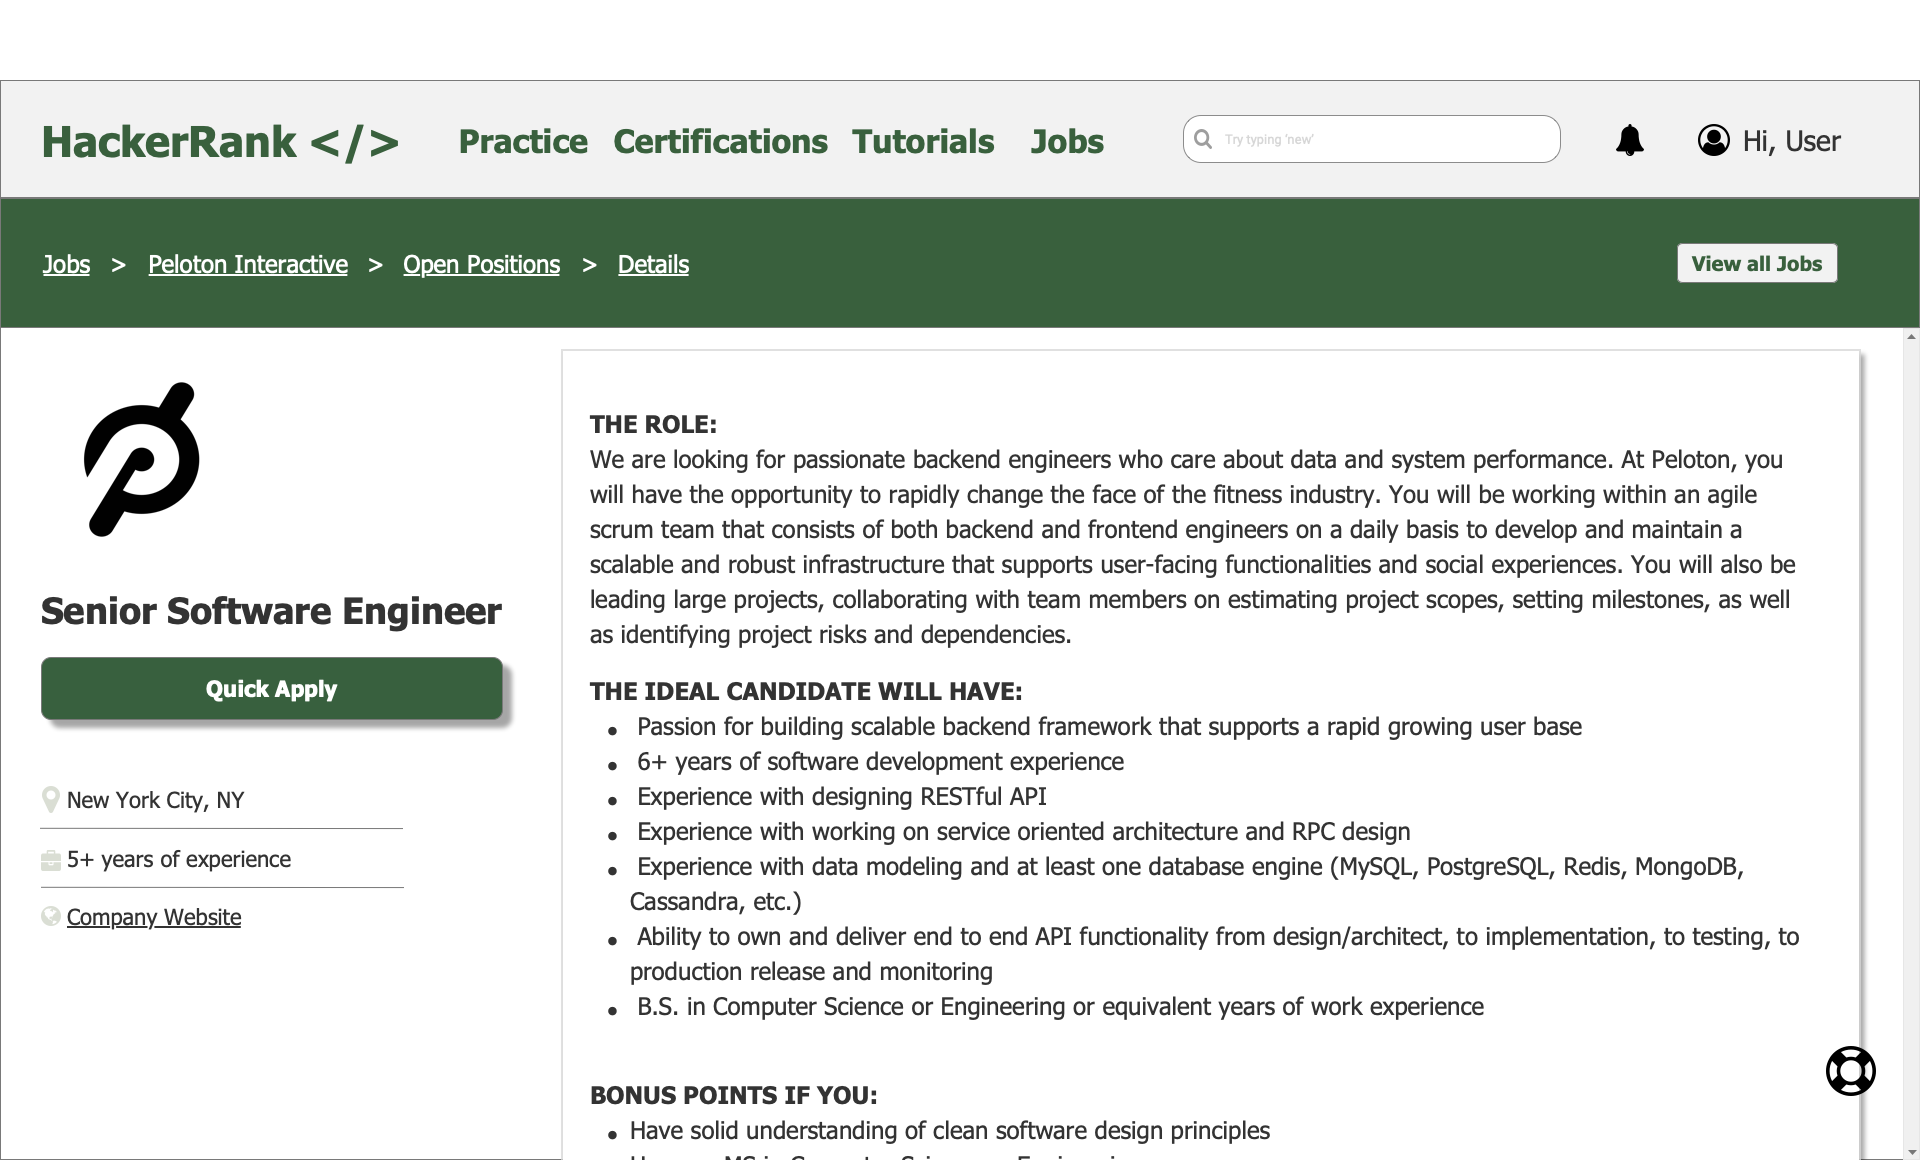 HackerRank </> Practice Certifications Tutorials Jobs Try typing 'new' Hi, User
Jobs > Peloton Interactive > Open Positions > Details View all Jobs
Senior Software Engineer
Quick Apply
New York City, NY
5+ years of experience
Company Website
THE ROLE:
We are looking for passionate backend engineers who care about data and system performance. At Peloton, you
will have the opportunity to rapidly change the face of the fitness industry. You will be working within an agile
scrum team that consists of both backend and frontend engineers on a daily basis to develop and maintain a
scalable and robust infrastructure that supports user-facing functionalities and social experiences. You will also be
leading large projects, collaborating with team members on estimating project scopes, setting milestones, as well
as identifying project risks and dependencies.
THE IDEAL CANDIDATE WILL HAVE:
• Passion for building scalable backend framework that supports a rapid growing user base
• 6+ years of software development experience
• Experience with designing RESTful API
• Experience with working on service oriented architecture and RPC design
• Experience with data modeling and at least one database engine (MySQL, PostgreSQL, Redis, MongoDB,
Cassandra, etc.)
• Ability to own and deliver end to end API functionality from design/architect, to implementation, to testing, to
production release and monitoring
• B.S. in Computer Science or Engineering or equivalent years of work experience
BONUS POINTS IF YOU:
• Have solid understanding of clean software design principles